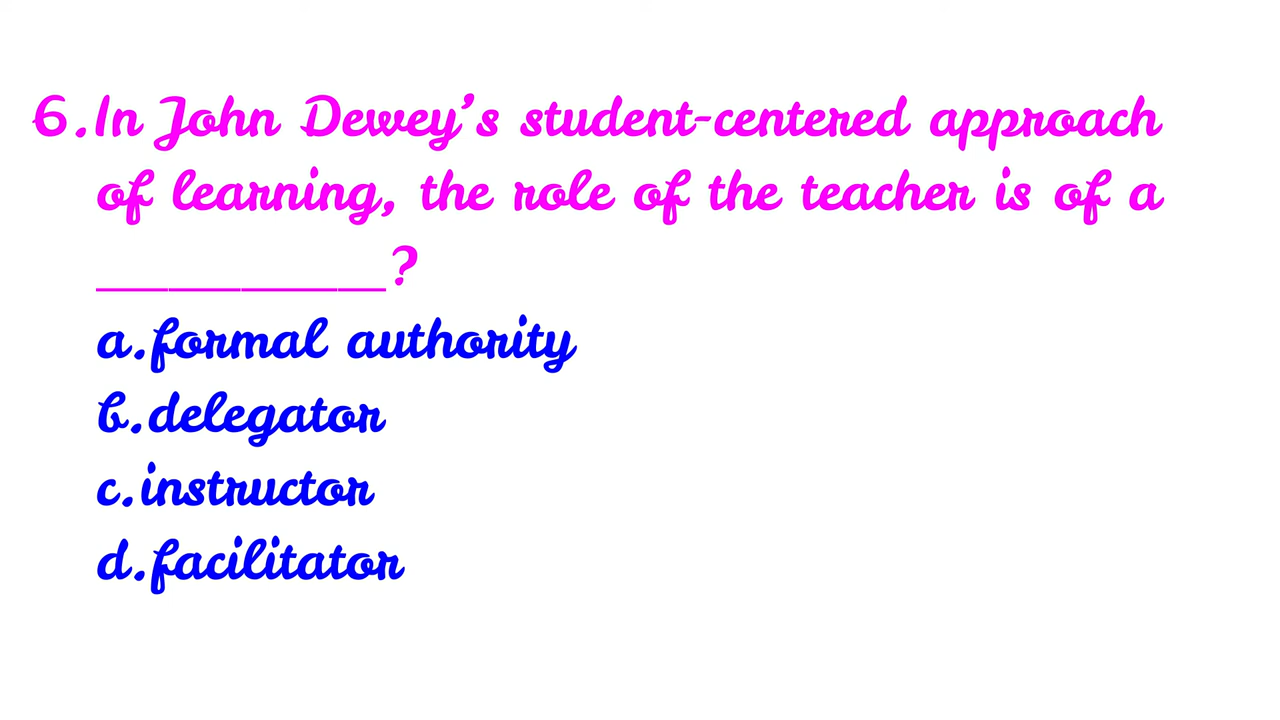 6.In John Dewey's student-centered approach
of learning, the role of the teacher is of a
____________?
a.formal authority
b.delegator
c.instructor
d.facilitator